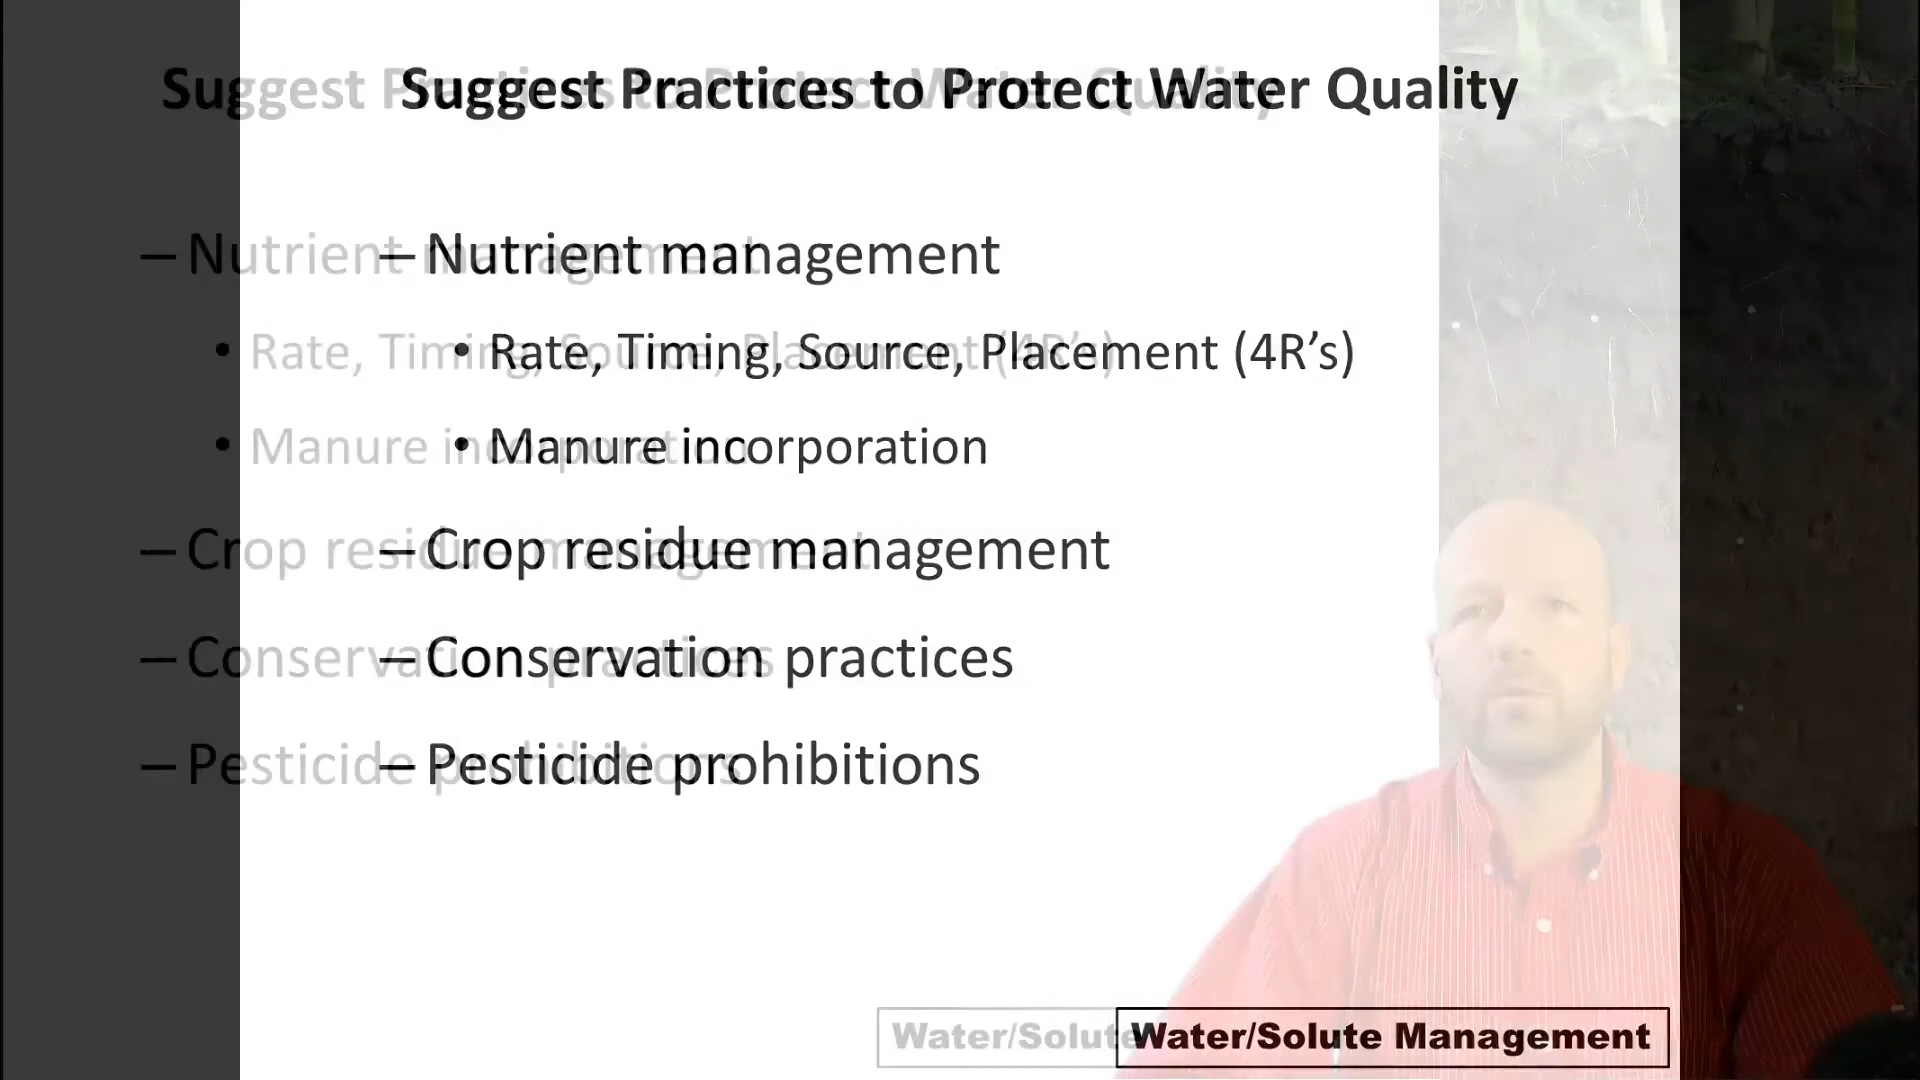 Suggest Practices to Protect Water Quality
– Nutrient management
• Rate, Timing, Source, Placement (4R’s)
• Manure incorporation
– Crop residue management
– Conservation practices
– Pesticide prohibitions
Water/Solute Management